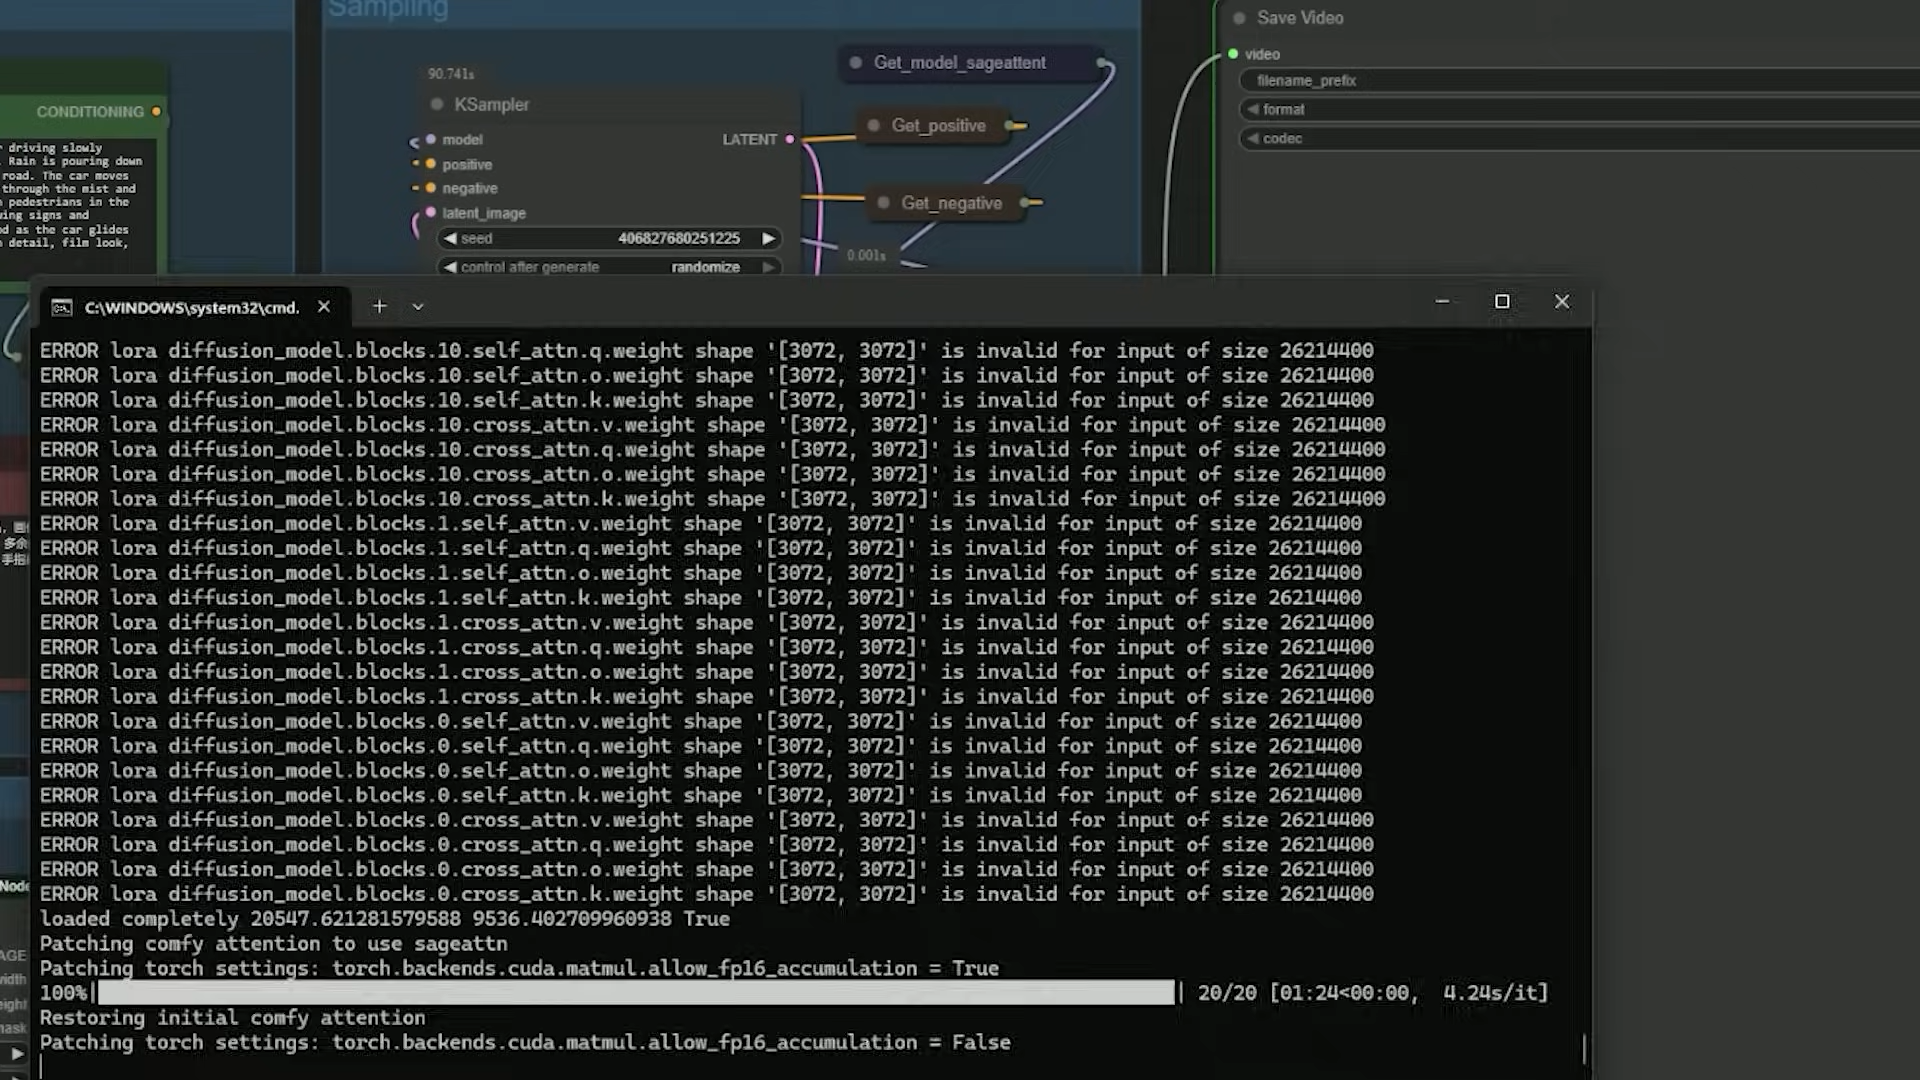 Sampling
Save Video
video
filename_prefix
format
codec
Get_model_sageattent
90.741s
KSampler
CONDITIONING
Get_positive
model
LATENT
positive
negative
Get_negative
latent_image
seed 406827680251225
0.001s
control after generate randomize
driving slowly
Rain is pouring down
road. The car moves
through the mist and
pedestrians in the
signs and
as the car glides
detail, film look,
C:\WINDOWS\system32\cmd.
ERROR lora diffusion_model.blocks.10.self_attn.q.weight shape '[3072, 3072]' is invalid for input of size 26214400
ERROR lora diffusion_model.blocks.10.self_attn.o.weight shape '[3072, 3072]' is invalid for input of size 26214400
ERROR lora diffusion_model.blocks.10.self_attn.k.weight shape '[3072, 3072]' is invalid for input of size 26214400
ERROR lora diffusion_model.blocks.10.cross_attn.v.weight shape '[3072, 3072]' is invalid for input of size 26214400
ERROR lora diffusion_model.blocks.10.cross_attn.q.weight shape '[3072, 3072]' is invalid for input of size 26214400
ERROR lora diffusion_model.blocks.10.cross_attn.o.weight shape '[3072, 3072]' is invalid for input of size 26214400
ERROR lora diffusion_model.blocks.10.cross_attn.k.weight shape '[3072, 3072]' is invalid for input of size 26214400
ERROR lora diffusion_model.blocks.1.self_attn.v.weight shape '[3072, 3072]' is invalid for input of size 26214400
ERROR lora diffusion_model.blocks.1.self_attn.q.weight shape '[3072, 3072]' is invalid for input of size 26214400
ERROR lora diffusion_model.blocks.1.self_attn.o.weight shape '[3072, 3072]' is invalid for input of size 26214400
ERROR lora diffusion_model.blocks.1.self_attn.k.weight shape '[3072, 3072]' is invalid for input of size 26214400
ERROR lora diffusion_model.blocks.1.cross_attn.v.weight shape '[3072, 3072]' is invalid for input of size 26214400
ERROR lora diffusion_model.blocks.1.cross_attn.q.weight shape '[3072, 3072]' is invalid for input of size 26214400
ERROR lora diffusion_model.blocks.1.cross_attn.o.weight shape '[3072, 3072]' is invalid for input of size 26214400
ERROR lora diffusion_model.blocks.1.cross_attn.k.weight shape '[3072, 3072]' is invalid for input of size 26214400
ERROR lora diffusion_model.blocks.0.self_attn.v.weight shape '[3072, 3072]' is invalid for input of size 26214400
ERROR lora diffusion_model.blocks.0.self_attn.q.weight shape '[3072, 3072]' is invalid for input of size 26214400
ERROR lora diffusion_model.blocks.0.self_attn.o.weight shape '[3072, 3072]' is invalid for input of size 26214400
ERROR lora diffusion_model.blocks.0.self_attn.k.weight shape '[3072, 3072]' is invalid for input of size 26214400
ERROR lora diffusion_model.blocks.0.cross_attn.v.weight shape '[3072, 3072]' is invalid for input of size 26214400
ERROR lora diffusion_model.blocks.0.cross_attn.q.weight shape '[3072, 3072]' is invalid for input of size 26214400
ERROR lora diffusion_model.blocks.0.cross_attn.o.weight shape '[3072, 3072]' is invalid for input of size 26214400
ERROR lora diffusion_model.blocks.0.cross_attn.k.weight shape '[3072, 3072]' is invalid for input of size 26214400
loaded completely 20547.621281579588 9536.402709960938 True
Patching comfy attention to use sageattn
Patching torch settings: torch.backends.cuda.matmul.allow_fp16_accumulation = True
100%| | 20/20 [01:24<00:00, 4.24s/it]
Restoring initial comfy attention
Patching torch settings: torch.backends.cuda.matmul.allow_fp16_accumulation = False
多余
手指
Node